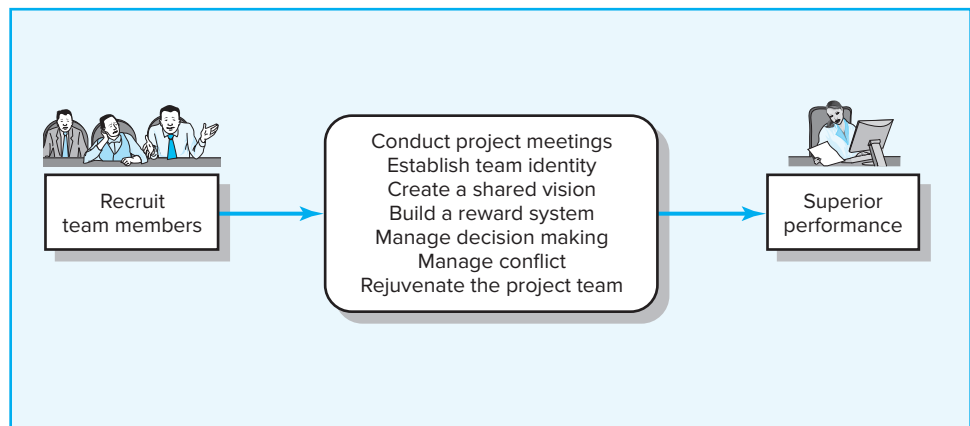 Recruit
team members
Conduct project meetings
Establish team identity
Create a shared vision
Build a reward system
Manage decision making
Manage conflict
Rejuvenate the project team
Superior
performance